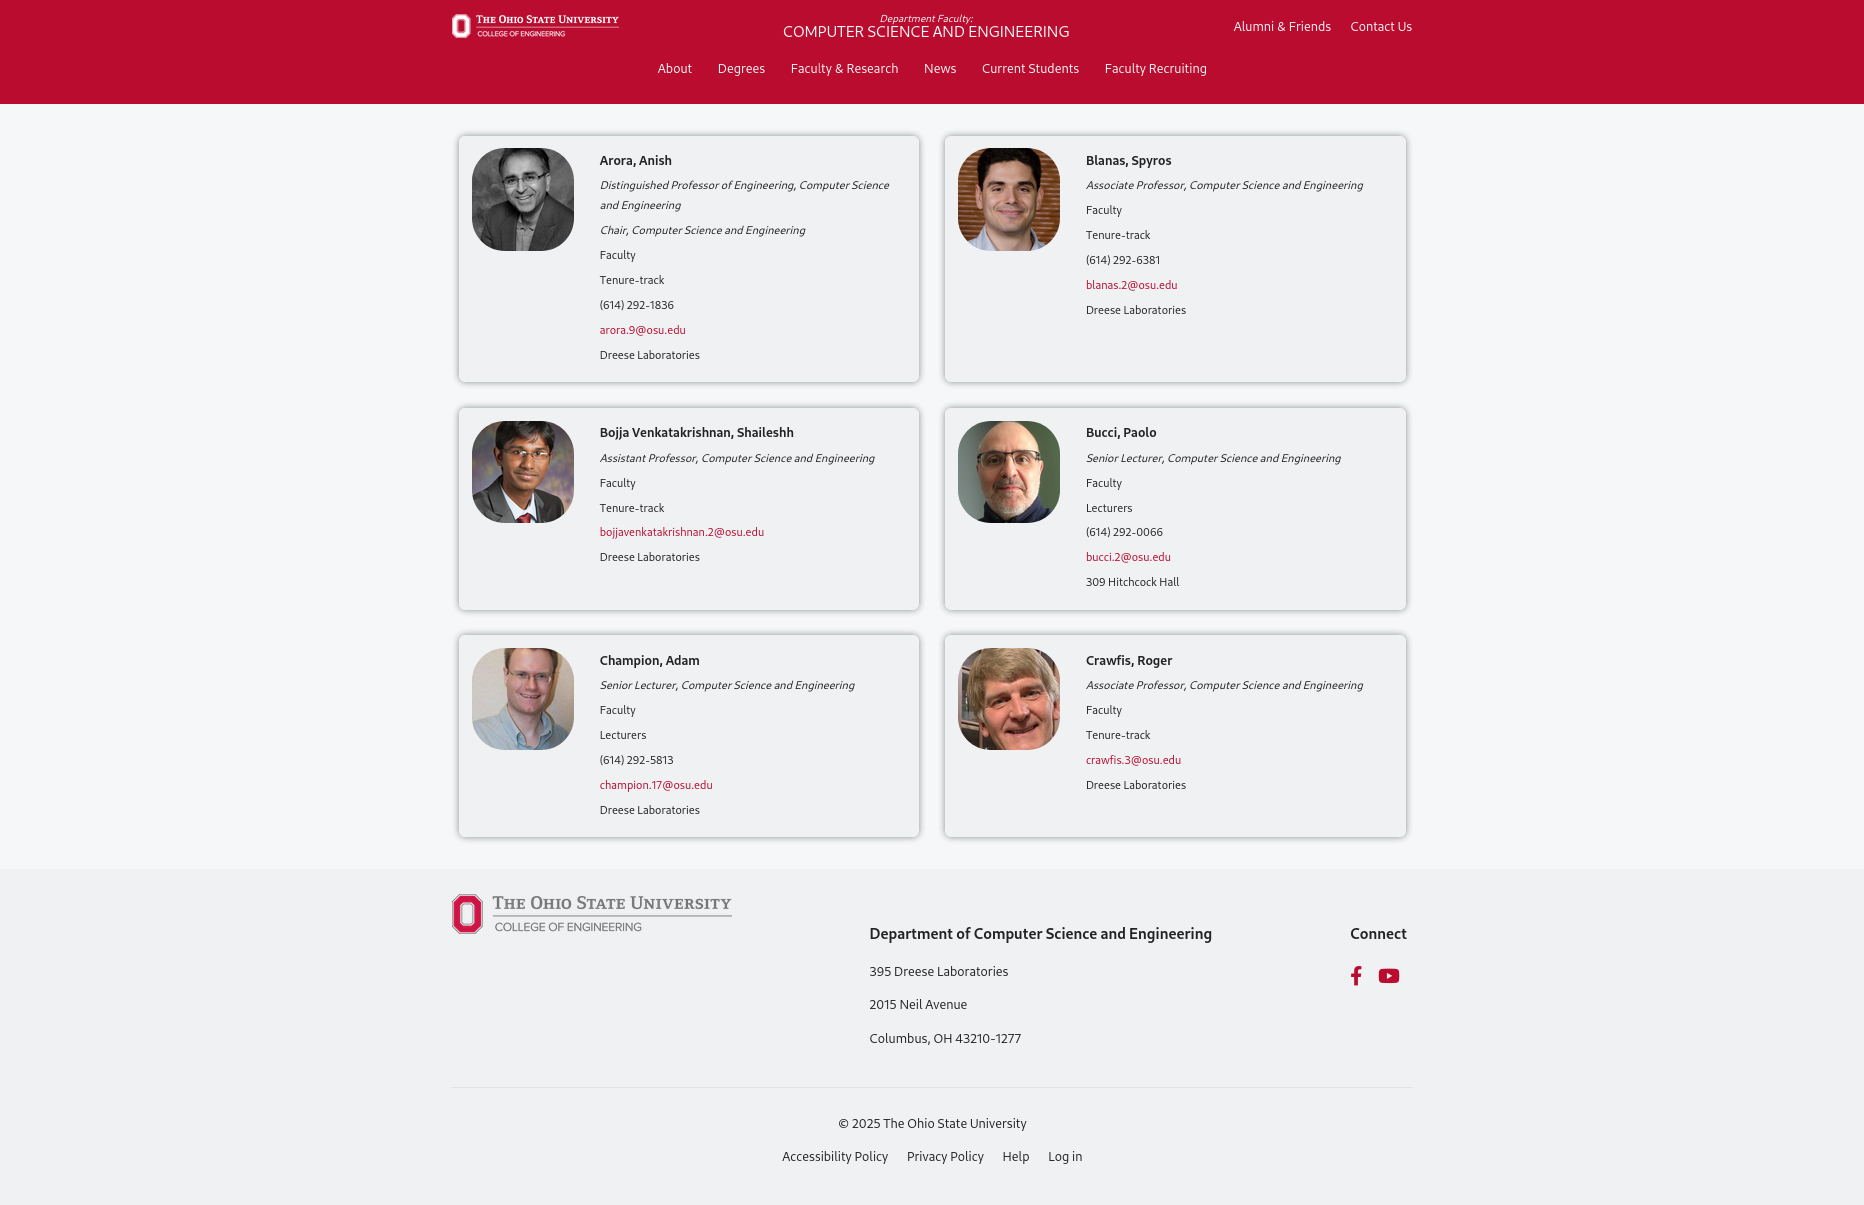 The Ohio State University
COLLEGE OF ENGINEERING
Department Faculty:
COMPUTER SCIENCE AND ENGINEERING
Alumni & Friends Contact Us
About Degrees Faculty & Research News Current Students Faculty Recruiting
Arora, Anish
Distinguished Professor of Engineering, Computer Science
and Engineering
Chair, Computer Science and Engineering
Faculty
Tenure-track
(614) 292-1836
arora.9@osu.edu
Dreese Laboratories
Blanas, Spyros
Associate Professor, Computer Science and Engineering
Faculty
Tenure-track
(614) 292-6381
blanas.2@osu.edu
Dreese Laboratories
Bojja Venkatakrishnan, Shaileshh
Assistant Professor, Computer Science and Engineering
Faculty
Tenure-track
bojjavenkatakrishnan.2@osu.edu
Dreese Laboratories
Bucci, Paolo
Senior Lecturer, Computer Science and Engineering
Faculty
Lecturers
(614) 292-0066
bucci.2@osu.edu
309 Hitchcock Hall
Champion, Adam
Senior Lecturer, Computer Science and Engineering
Faculty
Lecturers
(614) 292-5813
champion.17@osu.edu
Dreese Laboratories
Crawfis, Roger
Associate Professor, Computer Science and Engineering
Faculty
Tenure-track
crawfis.3@osu.edu
Dreese Laboratories
The Ohio State University
COLLEGE OF ENGINEERING
Department of Computer Science and Engineering
395 Dreese Laboratories
2015 Neil Avenue
Columbus, OH 43210-1277
Connect
© 2025 The Ohio State University
Accessibility Policy Privacy Policy Help Log in